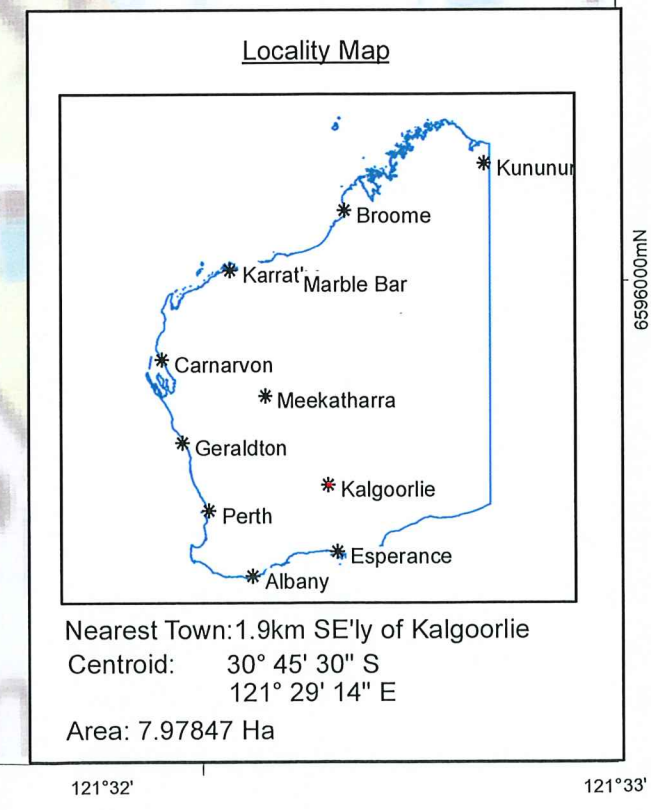 Locality Map
Kununur
Broome
Karrat'
Marble Bar
Carnarvon
Meekatharra
Geraldton
Kalgoorlie
Perth
Esperance
Albany
6596000mN
Nearest Town:1.9km SE'ly of Kalgoorlie
Centroid: 30° 45' 30" S
121° 29' 14" E
Area: 7.97847 Ha
121°32' 121°33'